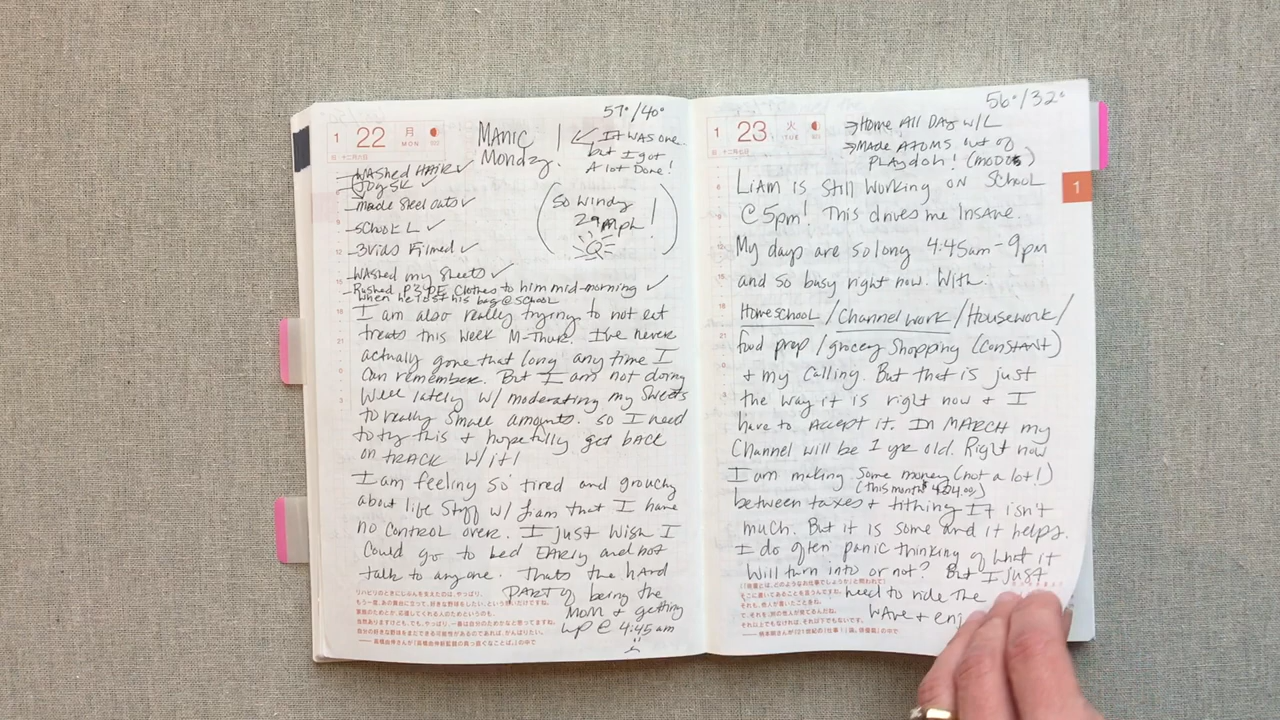 57°/40°
1 22 月 MON
MANIC
Monday.
It was one
but I got
A lot Done!
-WASHED HAIR ✓
-Jog 5K ✓
-made Steel oats ✓
-School L ✓
-3 vids Filmed ✓
-WASHED my Sheets ✓
-Rushed P3 PE Clothes to him mid-morning ✓
when he lost his bag @ School
(So windy
29 mph!)
I am also really trying to not eat
treats this week M-Thur. I've never
actually gone that long any time I
can remember. But I am not doing
well lately w/ moderating my Sweets
to really small amounts. So I need
to try this + hopefully get back
on TRACK w/ it!
I am feeling so tired and grouchy
about life stuff w/ Liam that I have
no control over. I just wish I
could go to bed EARLY and not
talk to anyone. Thats the hard
PART of being the
Mom + getting
up @ 4:45 am
56°/32°
1 23 火 TUE
⇒Home All Day w/L
⇒Made ATOMS out of
PLAYdoh!
Liam is still working on School
@ 5pm! This drives me Insane.
My days are so long 4:45am - 9pm
and so busy right now. With
Homeschool / Channel work / Housework /
food prep / grocery Shopping (Constant)
+ my calling. But that is just
the way it is right now + I
have to Accept it. In MARCH my
Channel will be 1 yr old. Right now
I am making some money (not a lot!)
(this month
between taxes + tithing It isn't
much. But it is some and it helps.
I do often panic thinking of what it
will turn into or not? But I just
need to ride the
wave +
1